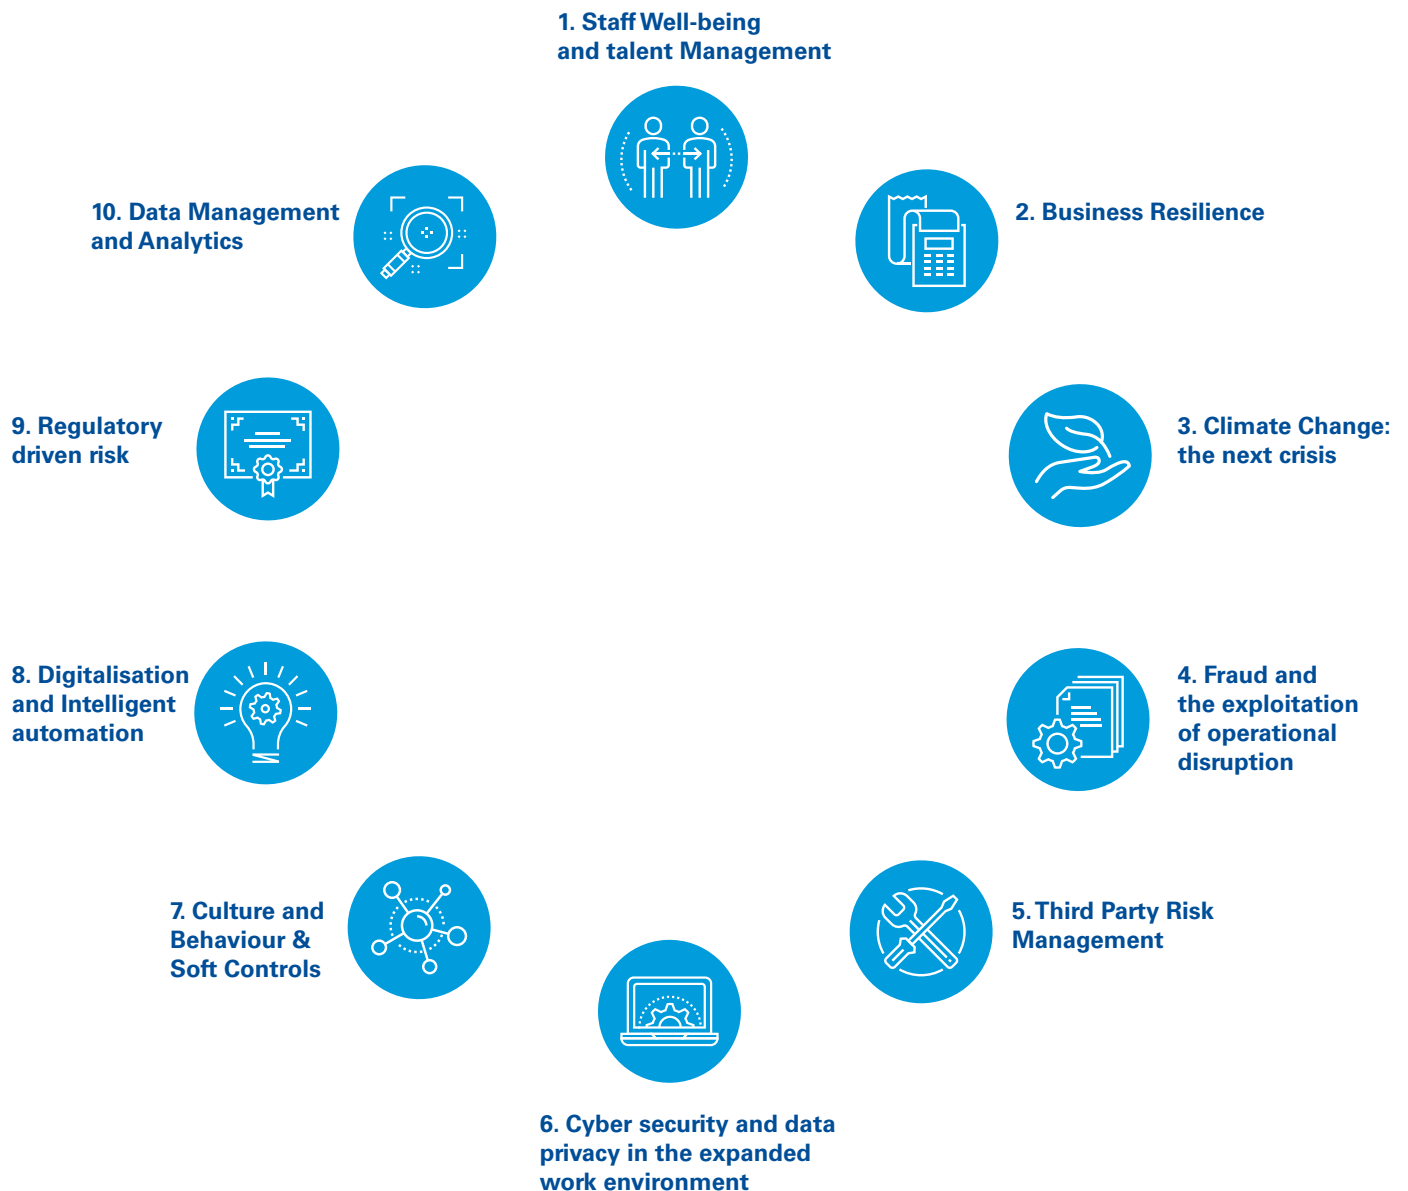 1. Staff Well-being
and talent Management
2. Business Resilience
3. Climate Change:
the next crisis
4. Fraud and
the exploitation
of operational
disruption
5. Third Party Risk
Management
6. Cyber security and data
privacy in the expanded
work environment
7. Culture and
Behaviour &
Soft Controls
8. Digitalisation
and Intelligent
automation
9. Regulatory
driven risk
10. Data Management
and Analytics